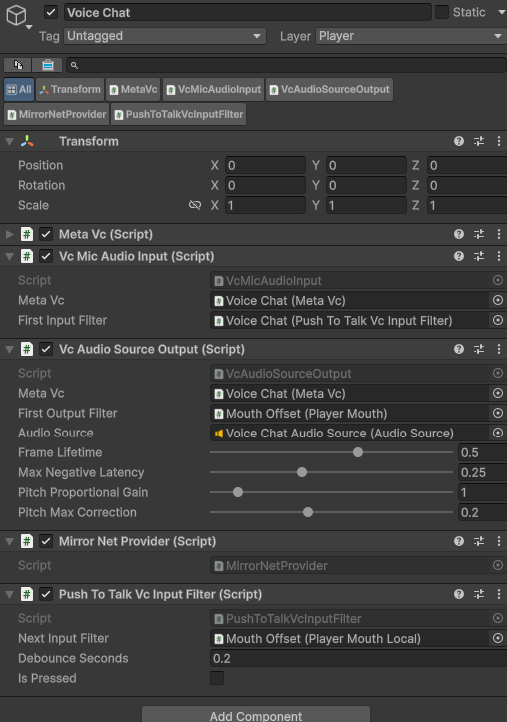 Voice Chat Static
Tag Untagged Layer Player
All Transform MetaVc VcMicAudioInput VcAudioSourceOutput
MirrorNetProvider PushToTalkVcInputFilter
Transform
Position X 0 Y 0 Z 0
Rotation X 0 Y 0 Z 0
Scale X 1 Y 1 Z 1
# Meta Vc (Script)
# Vc Mic Audio Input (Script)
Script VcMicAudioInput
Meta Vc Voice Chat (Meta Vc)
First Input Filter Voice Chat (Push To Talk Vc Input Filter)
# Vc Audio Source Output (Script)
Script VcAudioSourceOutput
Meta Vc Voice Chat (Meta Vc)
First Output Filter Mouth Offset (Player Mouth)
Audio Source Voice Chat Audio Source (Audio Source)
Frame Lifetime 0.5
Max Negative Latency 0.25
Pitch Proportional Gain 1
Pitch Max Correction 0.2
# Mirror Net Provider (Script)
Script MirrorNetProvider
# Push To Talk Vc Input Filter (Script)
Script PushToTalkVcInputFilter
Next Input Filter Mouth Offset (Player Mouth Local)
Debounce Seconds 0.2
Is Pressed
Add Component